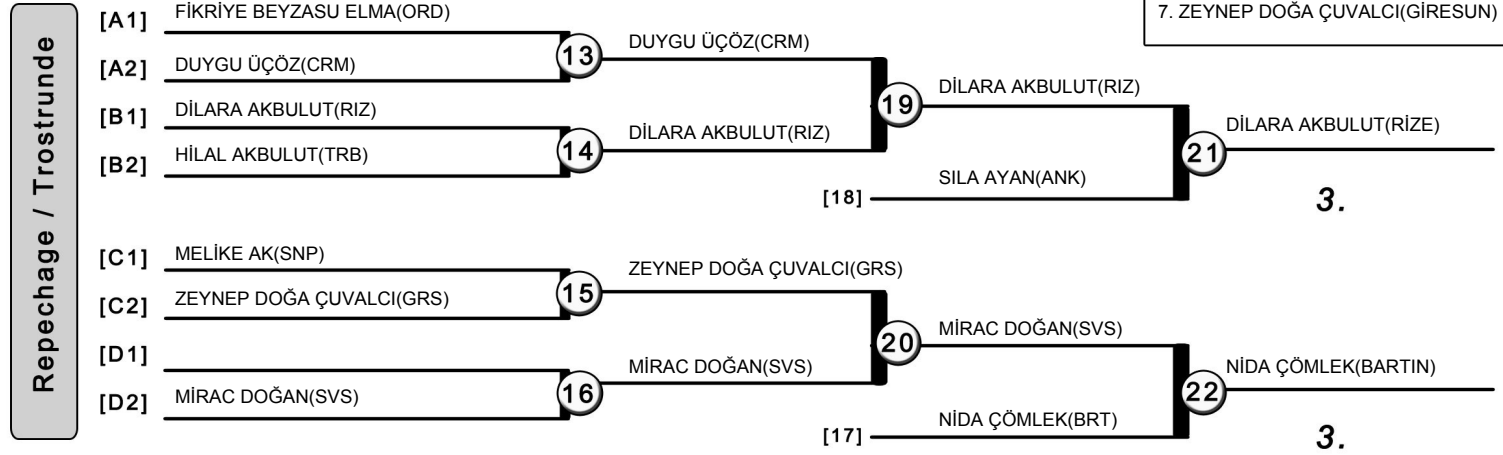 Repechage / Trostrunde
7. ZEYNEP DOĞA ÇUVALCI(GİRESUN)
[A1] FİKRİYE BEYZASU ELMA(ORD)
13
DUYGU ÜÇÖZ(CRM)
[A2] DUYGU ÜÇÖZ(CRM)
19
DİLARA AKBULUT(RIZ)
[B1] DİLARA AKBULUT(RIZ)
14
DİLARA AKBULUT(RIZ)
[B2] HİLAL AKBULUT(TRB)
21
DİLARA AKBULUT(RİZE)
[18] SILA AYAN(ANK)
3.
[C1] MELİKE AK(SNP)
15
ZEYNEP DOĞA ÇUVALCI(GRS)
[C2] ZEYNEP DOĞA ÇUVALCI(GRS)
20
MİRAC DOĞAN(SVS)
[D1]
16
MİRAC DOĞAN(SVS)
[D2] MİRAC DOĞAN(SVS)
22
NİDA ÇÖMLEK(BARTIN)
[17] NİDA ÇÖMLEK(BRT)
3.